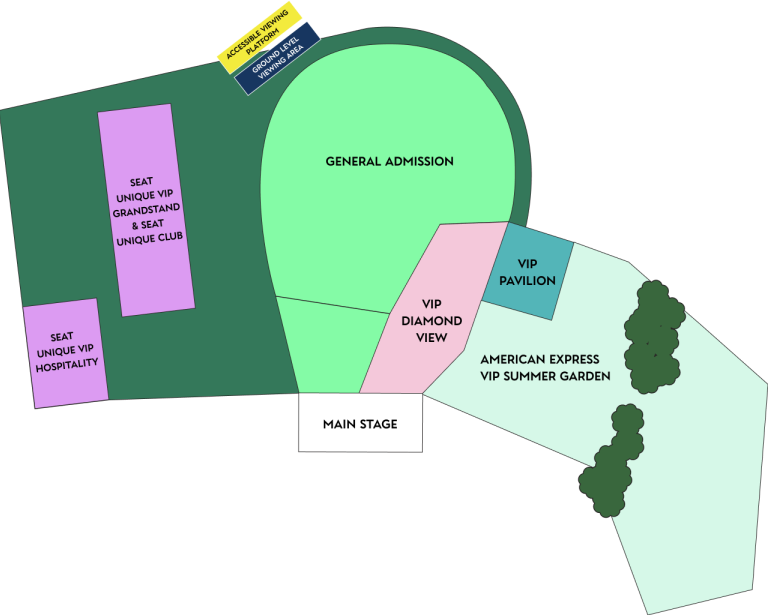 ACCESSIBLE VIEWING
PLATFORM
GROUND LEVEL
VIEWING AREA
GENERAL ADMISSION
SEAT
UNIQUE VIP
GRANDSTAND
& SEAT
UNIQUE CLUB
VIP
PAVILION
VIP
DIAMOND
VIEW
SEAT
UNIQUE VIP
HOSPITALITY
AMERICAN EXPRESS
VIP SUMMER GARDEN
MAIN STAGE